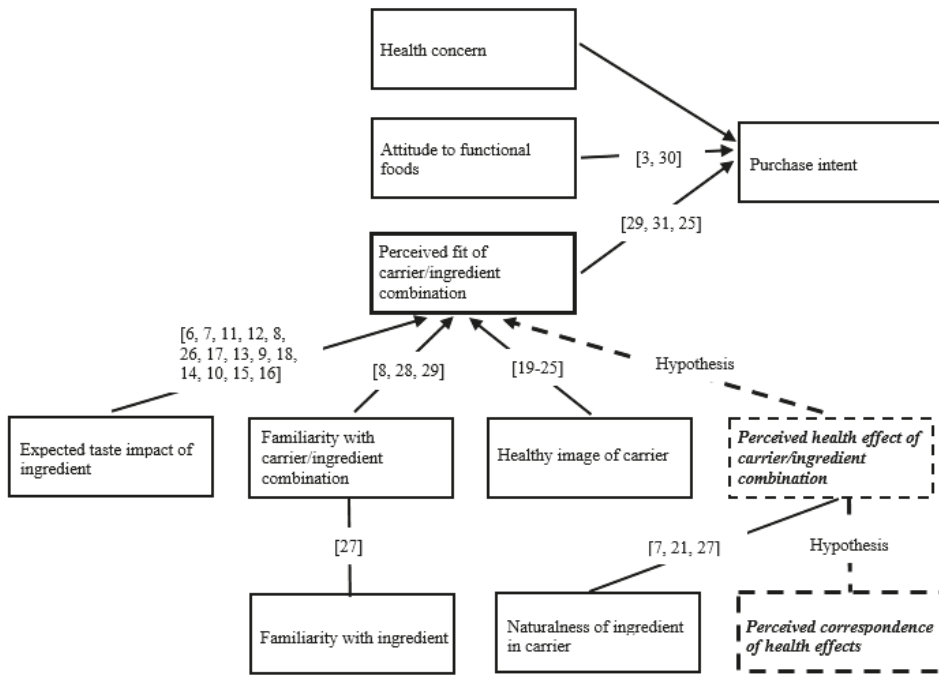 Health concern
Attitude to functional
foods
[3, 30]
Purchase intent
[29, 31, 25]
Perceived fit of
carrier/ingredient
combination
[6, 7, 11, 12, 8,
26, 17, 13, 9, 18,
14, 10, 15, 16]
[8, 28, 29]
[19-25]
Hypothesis
Expected taste impact of
ingredient
Familiarity with
carrier/ingredient
combination
Healthy image of carrier
Perceived health effect of
carrier/ingredient
combination
[27]
[7, 21, 27]
Hypothesis
Familiarity with ingredient
Naturalness of ingredient
in carrier
Perceived correspondence
of health effects